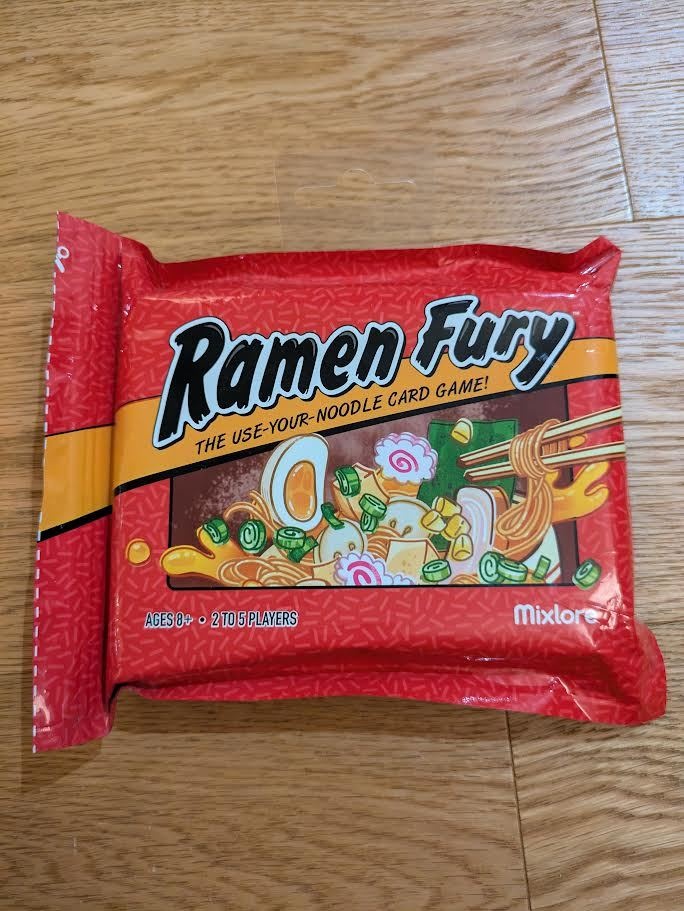 Ramen Fury
THE USE-YOUR-NOODLE CARD GAME!
AGES 8+ • 2 TO 5 PLAYERS
Mixlore